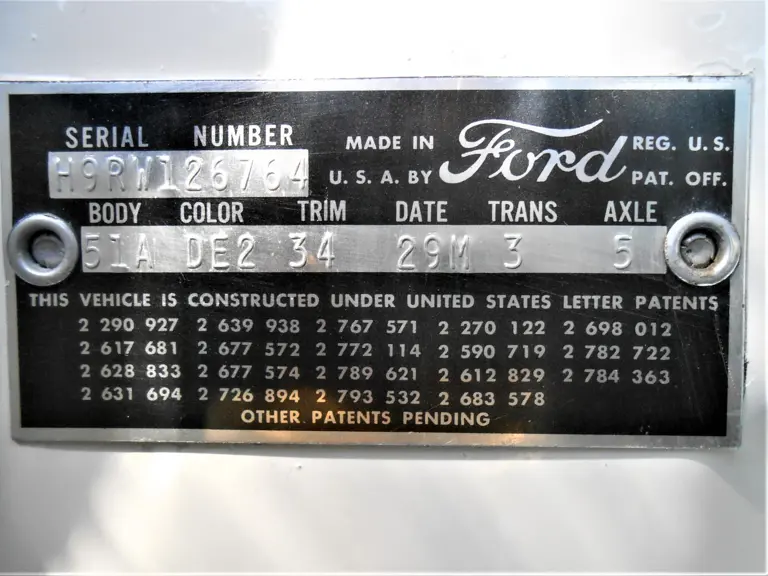 SERIAL NUMBER
MADE IN Ford REG. U. S.
H9RW126764
U. S. A. BY PAT. OFF.
BODY COLOR TRIM DATE TRANS AXLE
51A DE2 34 29M 3 5
THIS VEHICLE IS CONSTRUCTED UNDER UNITED STATES LETTER PATENTS
2 290 927 2 639 938 2 767 571 2 270 122 2 698 012
2 617 681 2 677 572 2 772 114 2 590 719 2 782 722
2 628 833 2 677 574 2 789 621 2 612 829 2 784 363
2 631 694 2 726 894 2 793 532 2 683 578
OTHER PATENTS PENDING